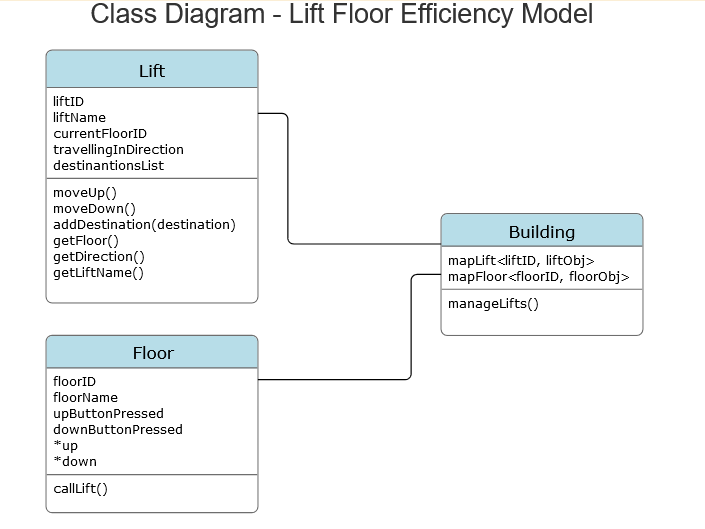 Class Diagram - Lift Floor Efficiency Model
Lift
liftID
liftName
currentFloorID
travellingInDirection
destinantionsList
moveUp()
moveDown()
addDestination(destination)
getFloor()
getDirection()
getLiftName()
Building
mapLift<liftID, liftObj>
mapFloor<floorID, floorObj>
manageLifts()
Floor
floorID
floorName
upButtonPressed
downButtonPressed
*up
*down
callLift()